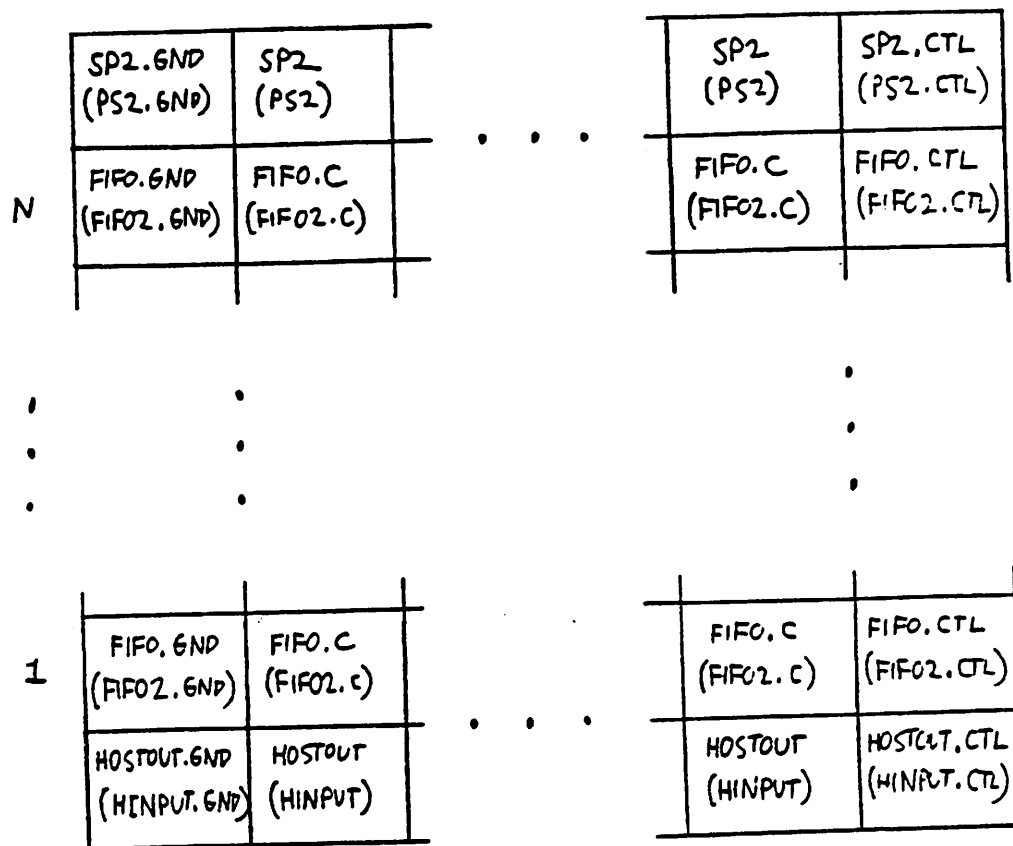 SP2.GND SP2 SP2 SP2.CTL
(PS2.GND) (PS2) (PS2) (PS2.CTL)
N FIFO.GND FIFO.C FIFO.C FIFO.CTL
(FIFO2.GND) (FIFO2.C) (FIFO2.C) (FIFO2.CTL)
1 FIFO.GND FIFO.C FIFO.C FIFO.CTL
(FIFO2.GND) (FIFO2.C) (FIFO2.C) (FIFO2.CTL)
HOSTOUT.GND HOSTOUT HOSTOUT HOSTOUT.CTL
(HINPUT.GND) (HINPUT) (HINPUT) (HINPUT.CTL)